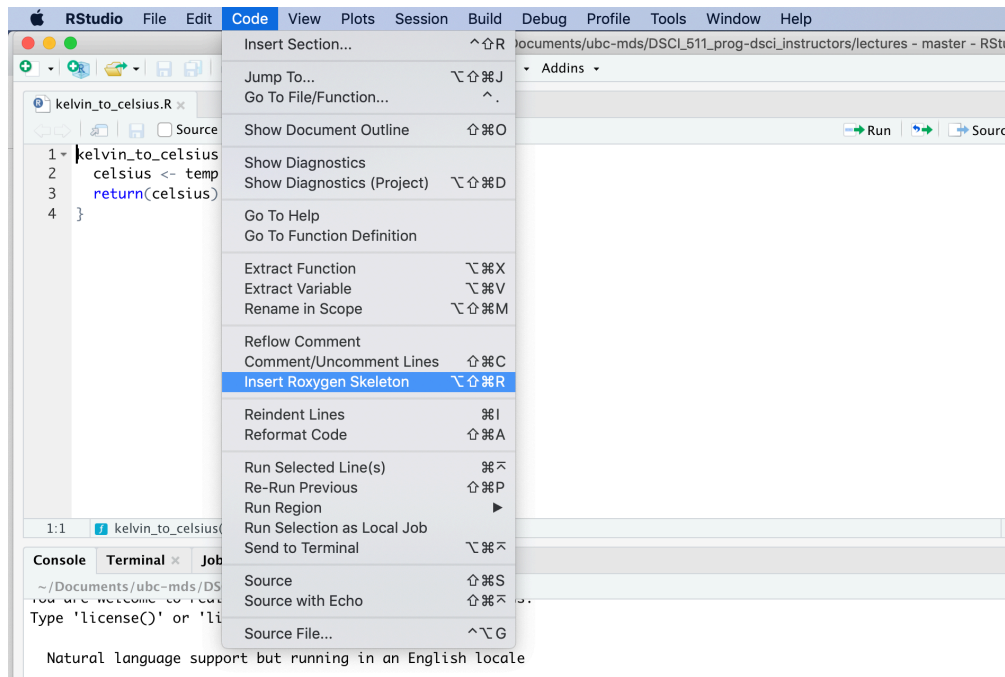 RStudio File Edit Code View Plots Session Build Debug Profile Tools Window Help
ocuments/ubc-mds/DSCI_511_prog-dsci_instructors/lectures - master - RStu
Addins
kelvin_to_celsius.R
Source
Run
Sourc
1 kelvin_to_celsius
2 celsius <- temp
3 return(celsius)
4 }
1:1 kelvin_to_celsius(
Insert Section... ^⇧R
Jump To... ⌥⇧⌘J
Go To File/Function... ^.
Show Document Outline ⇧⌘O
Show Diagnostics
Show Diagnostics (Project) ⌥⇧⌘D
Go To Help
Go To Function Definition
Extract Function ⌥⌘X
Extract Variable ⌥⌘V
Rename in Scope ⌥⇧⌘M
Reflow Comment
Comment/Uncomment Lines ⇧⌘C
Insert Roxygen Skeleton ⌥⇧⌘R
Reindent Lines ⌘I
Reformat Code ⇧⌘A
Run Selected Line(s) ⌘⌤
Re-Run Previous ⇧⌘P
Run Region ▶
Run Selection as Local Job
Send to Terminal ⌥⌘⌤
Source ⇧⌘S
Source with Echo ⇧⌘⌤
Source File... ^⌥G
Console Terminal Job
~/Documents/ubc-mds/DS
Type 'license()' or 'li
Natural language support but running in an English locale